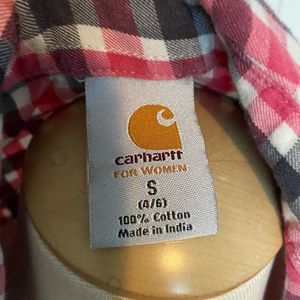 carhartt
FOR WOMEN
S
(4/6)
100% Cotton
Made in India